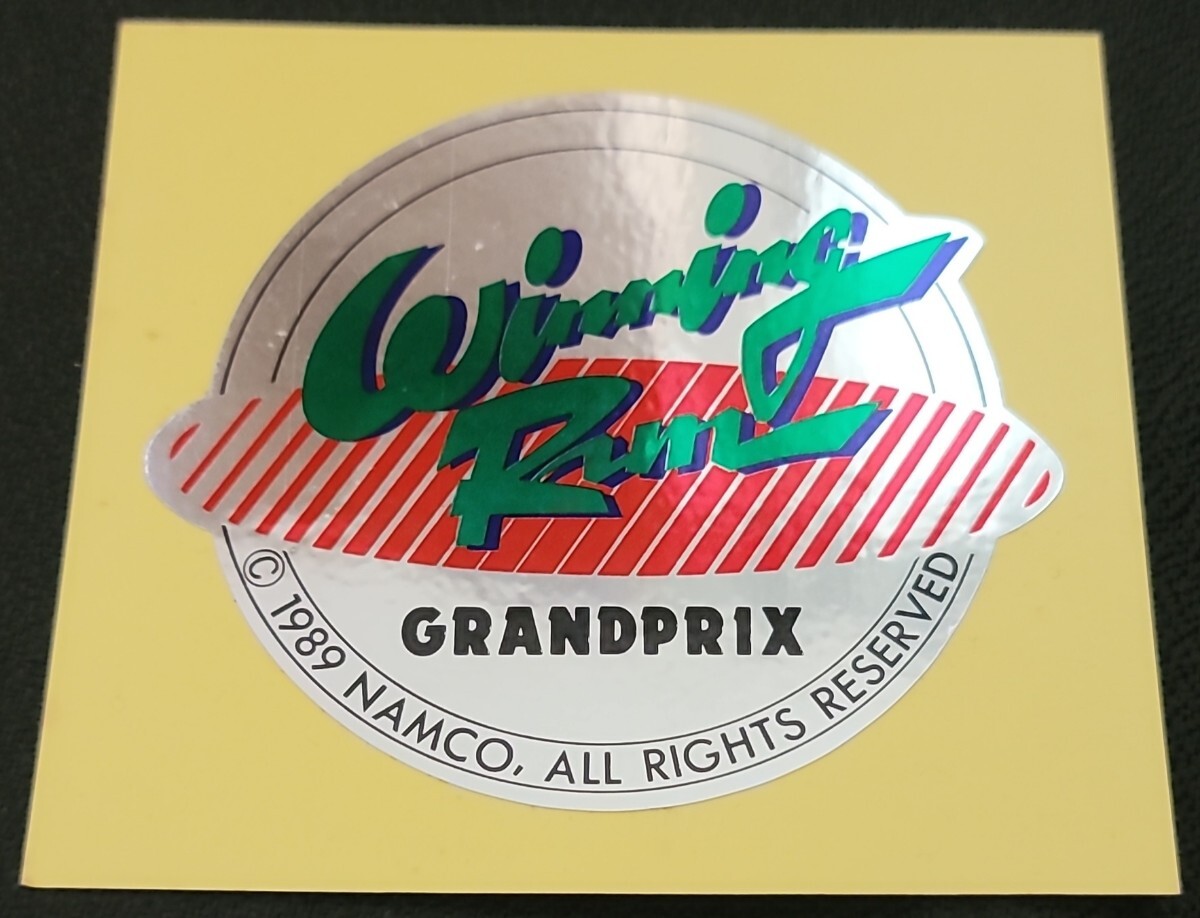 Winning
Run
GRANDPRIX
© 1989 NAMCO, ALL RIGHTS RESERVED